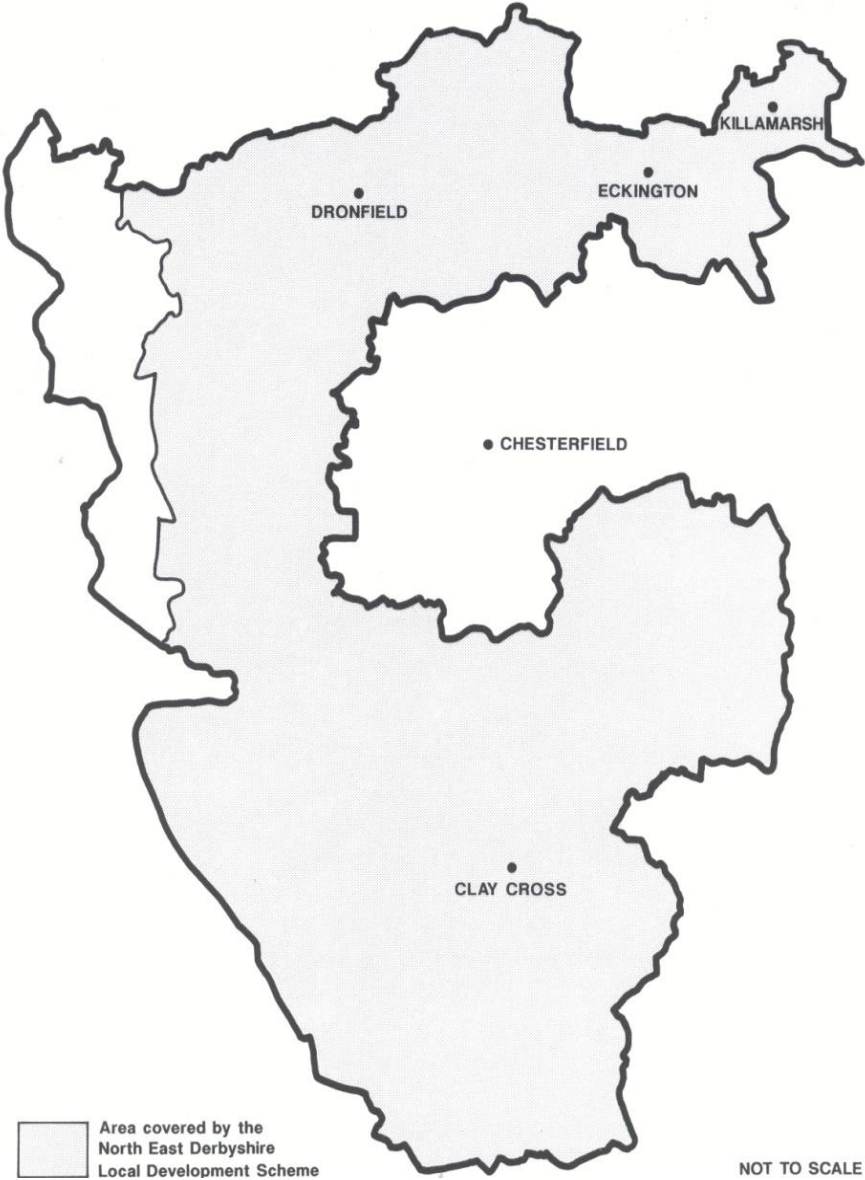 KILLAMARSH
ECKINGTON
DRONFIELD
CHESTERFIELD
CLAY CROSS
Area covered by the
North East Derbyshire
Local Development Scheme
NOT TO SCALE